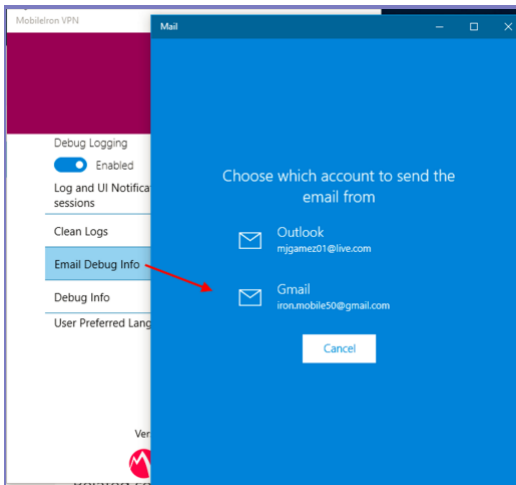 MobileIron VPN
Mail
Debug Logging
Enabled
Log and UI Notifica
sessions
Clean Logs
Email Debug Info
Debug Info
User Preferred Lang
Ver
Choose which account to send the
email from
Outlook
mjgamez01@live.com
Gmail
iron.mobile50@gmail.com
Cancel